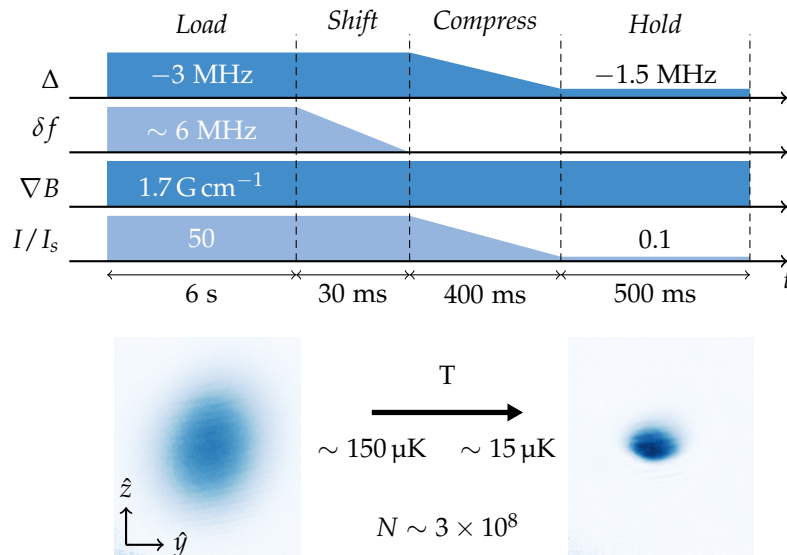 Load Shift Compress Hold
Δ −3 MHz −1.5 MHz
δf ∼ 6 MHz
∇B 1.7 G cm⁻¹
I/Iₛ 50 0.1
t
6 s 30 ms 400 ms 500 ms
T
∼ 150 µK ∼ 15 µK
ẑ
ŷ
N ∼ 3 × 10⁸